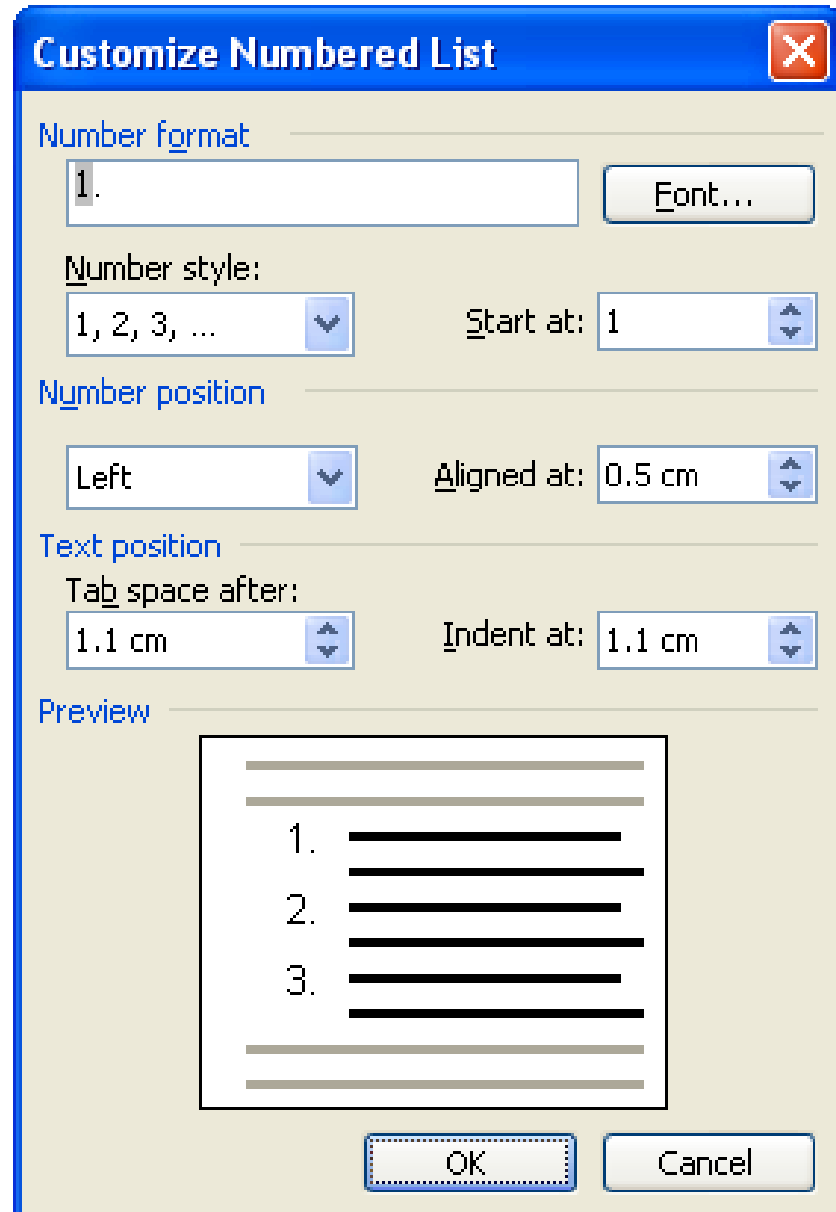 Customize Numbered List
Number format
1.
Font...
Number style:
1, 2, 3, ...
Start at: 1
Number position
Left
Aligned at: 0.5 cm
Text position
Tab space after:
1.1 cm
Indent at: 1.1 cm
Preview
1.
2.
3.
OK
Cancel